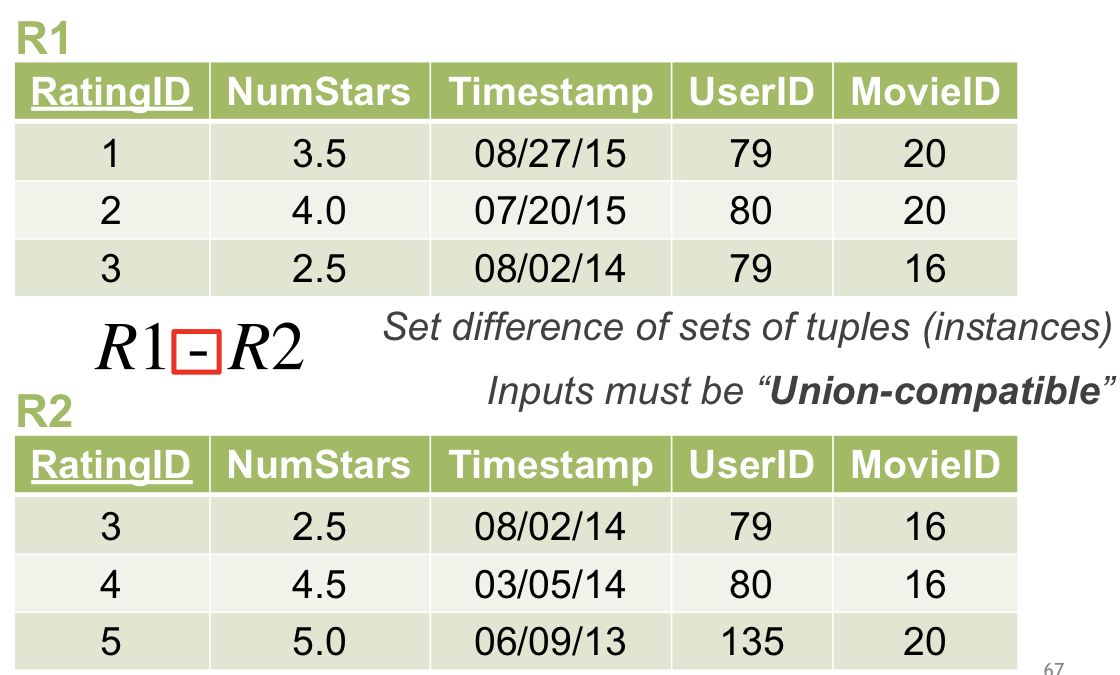 R1
RatingID NumStars Timestamp UserID MovieID
1 3.5 08/27/15 79 20
2 4.0 07/20/15 80 20
3 2.5 08/02/14 79 16
R1 - R2
Set difference of sets of tuples (instances)
Inputs must be “Union-compatible”
R2
RatingID NumStars Timestamp UserID MovieID
3 2.5 08/02/14 79 16
4 4.5 03/05/14 80 16
5 5.0 06/09/13 135 20
67